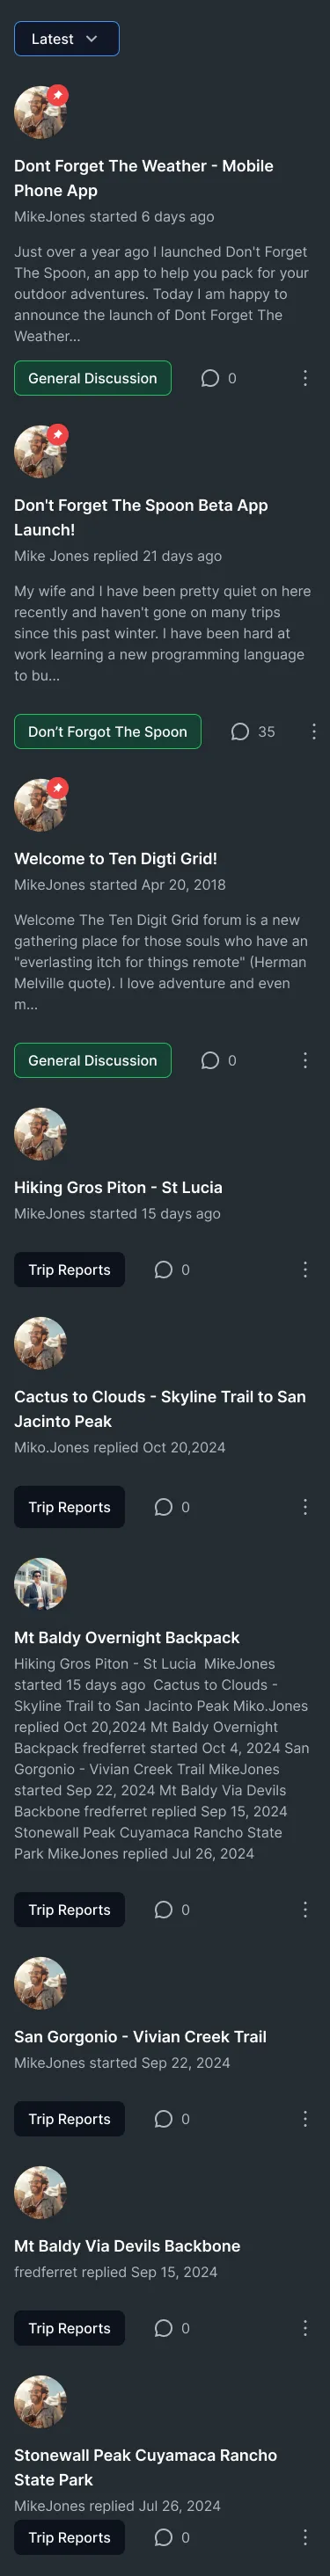 Latest
Dont Forget The Weather - Mobile
Phone App
MikeJones started 6 days ago
Just over a year ago I launched Don't Forget
The Spoon, an app to help you pack for your
outdoor adventures. Today I am happy to
announce the launch of Dont Forget The
Weather...
General Discussion 0
Don't Forget The Spoon Beta App
Launch!
Mike Jones replied 21 days ago
My wife and I have been pretty quiet on here
recently and haven't gone on many trips
since this past winter. I have been hard at
work learning a new programming language
to bu...
Don't Forgot The Spoon 35
Welcome to Ten Digti Grid!
MikeJones started Apr 20, 2018
Welcome The Ten Digit Grid forum is a new
gathering place for those souls who have an
"everlasting itch for things remote" (Herman
Melville quote). I love adventure and even
m...
General Discussion 0
Hiking Gros Piton - St Lucia
MikeJones started 15 days ago
Trip Reports 0
Cactus to Clouds - Skyline Trail to San
Jacinto Peak
Miko.Jones replied Oct 20,2024
Trip Reports 0
Mt Baldy Overnight Backpack
Hiking Gros Piton - St Lucia  MikeJones
started 15 days ago  Cactus to Clouds -
Skyline Trail to San Jacinto Peak Miko.Jones
replied Oct 20,2024 Mt Baldy Overnight
Backpack fredferret started Oct 4, 2024 San
Gorgonio - Vivian Creek Trail MikeJones
started Sep 22, 2024 Mt Baldy Via Devils
Backbone fredferret replied Sep 15, 2024
Stonewall Peak Cuyamaca Rancho State
Park MikeJones replied Jul 26, 2024
Trip Reports 0
San Gorgonio - Vivian Creek Trail
MikeJones started Sep 22, 2024
Trip Reports 0
Mt Baldy Via Devils Backbone
fredferret replied Sep 15, 2024
Trip Reports 0
Stonewall Peak Cuyamaca Rancho
State Park
MikeJones replied Jul 26, 2024
Trip Reports 0